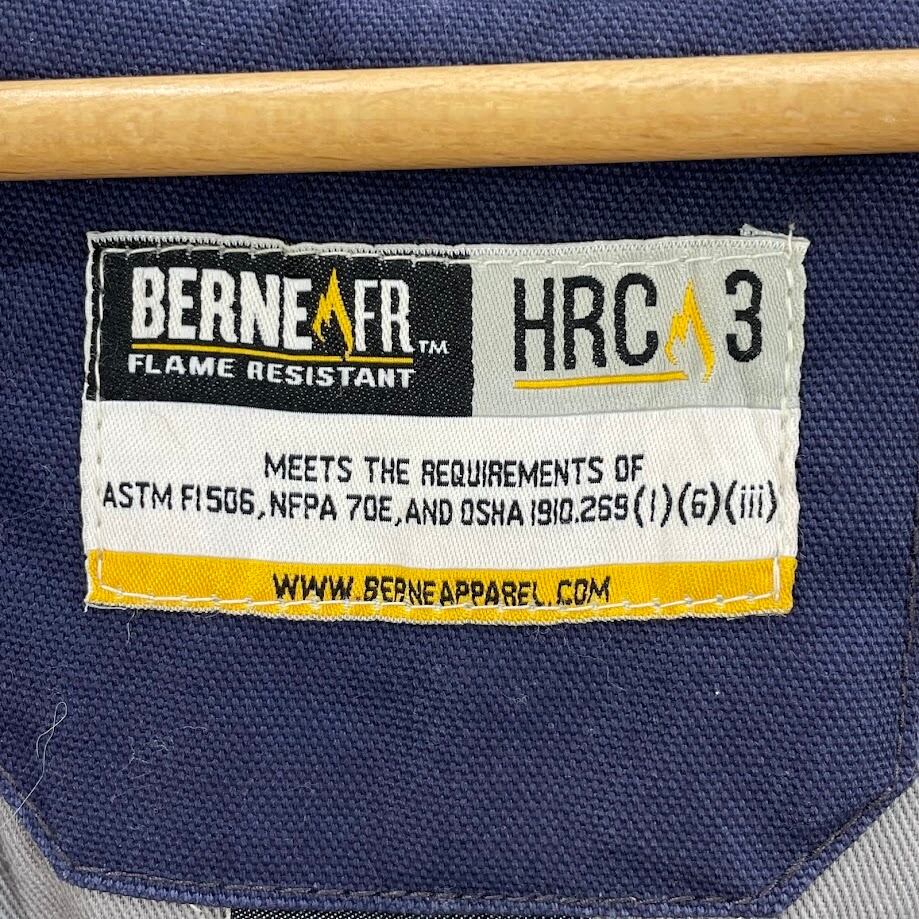 BERNE FR™
FLAME RESISTANT
HRC 3
MEETS THE REQUIREMENTS OF
ASTM F1506, NFPA 70E, AND OSHA 1910.269(I)(6)(iii)
WWW.BERNEAPPAREL.COM